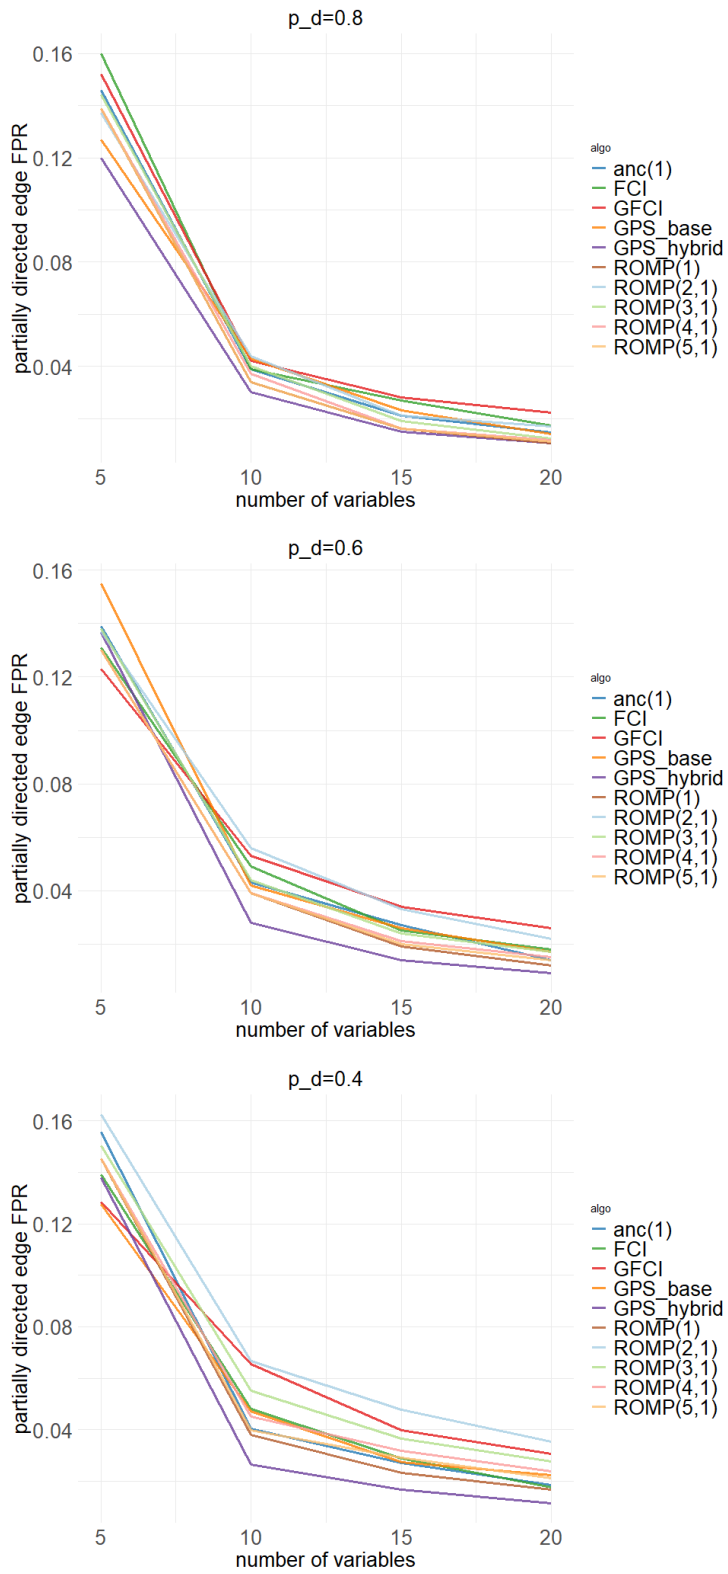 p_d=0.8
partially directed edge FPR
0.16
0.12
0.08
0.04
5 10 15 20
number of variables
algo
anc(1)
FCI
GFCI
GPS_base
GPS_hybrid
ROMP(1)
ROMP(2,1)
ROMP(3,1)
ROMP(4,1)
ROMP(5,1)
p_d=0.6
partially directed edge FPR
0.16
0.12
0.08
0.04
5 10 15 20
number of variables
algo
anc(1)
FCI
GFCI
GPS_base
GPS_hybrid
ROMP(1)
ROMP(2,1)
ROMP(3,1)
ROMP(4,1)
ROMP(5,1)
p_d=0.4
partially directed edge FPR
0.16
0.12
0.08
0.04
5 10 15 20
number of variables
algo
anc(1)
FCI
GFCI
GPS_base
GPS_hybrid
ROMP(1)
ROMP(2,1)
ROMP(3,1)
ROMP(4,1)
ROMP(5,1)